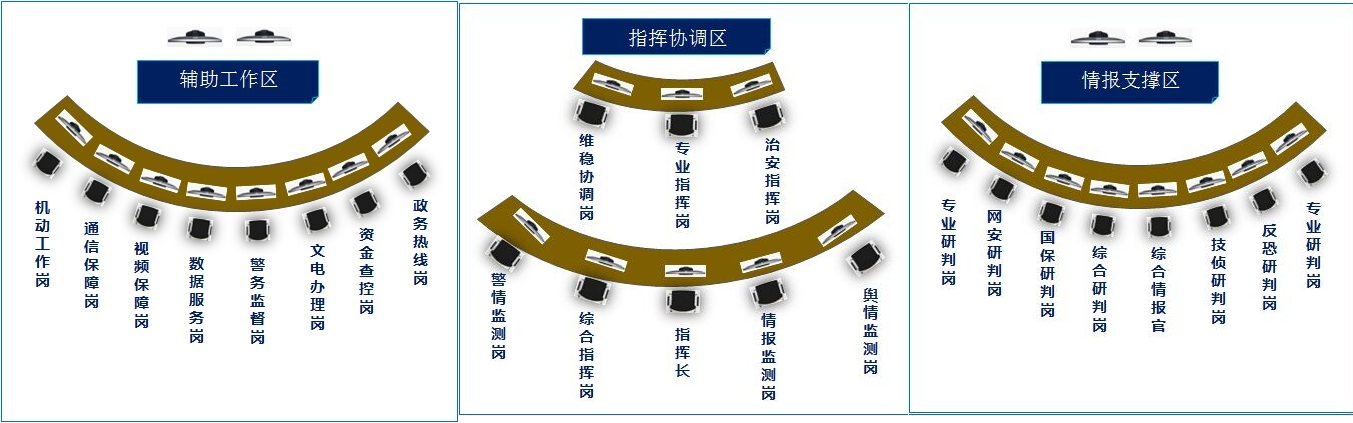 辅助工作区
机动工作岗
通信保障岗
视频保障岗
数据服务岗
警务监督岗
文电办理岗
资金查控岗
政务热线岗
指挥协调区
维稳协调岗
专业指挥岗
治安指挥岗
警情监测岗
综合指挥岗
指挥长
情报监测岗
舆情监测岗
情报支撑区
专业研判岗
网安研判岗
国保研判岗
综合研判岗
综合情报官
技侦研判岗
反恐研判岗
专业研判岗